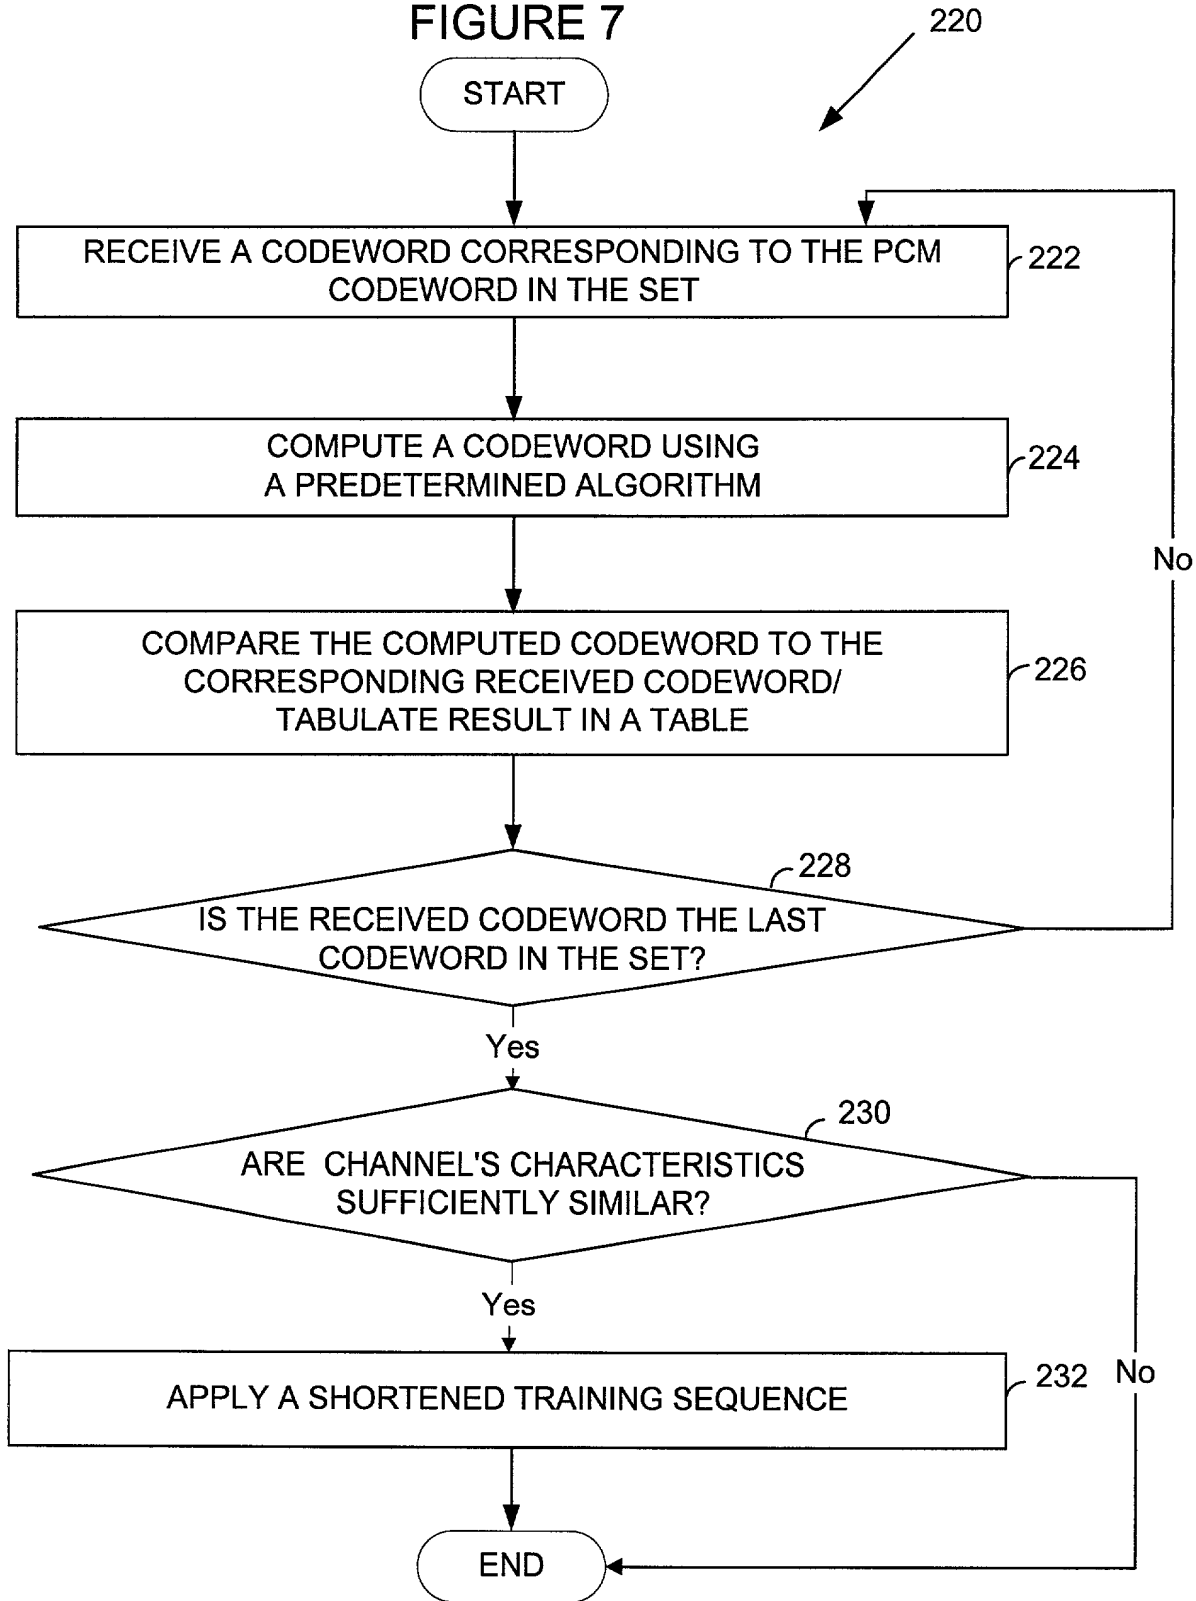 FIGURE 7
220
START
RECEIVE A CODEWORD CORRESPONDING TO THE PCM
CODEWORD IN THE SET
222
COMPUTE A CODEWORD USING
A PREDETERMINED ALGORITHM
224
No
COMPARE THE COMPUTED CODEWORD TO THE
CORRESPONDING RECEIVED CODEWORD/
TABULATE RESULT IN A TABLE
226
228
IS THE RECEIVED CODEWORD THE LAST
CODEWORD IN THE SET?
Yes
230
ARE CHANNEL'S CHARACTERISTICS
SUFFICIENTLY SIMILAR?
Yes
APPLY A SHORTENED TRAINING SEQUENCE
232
No
END